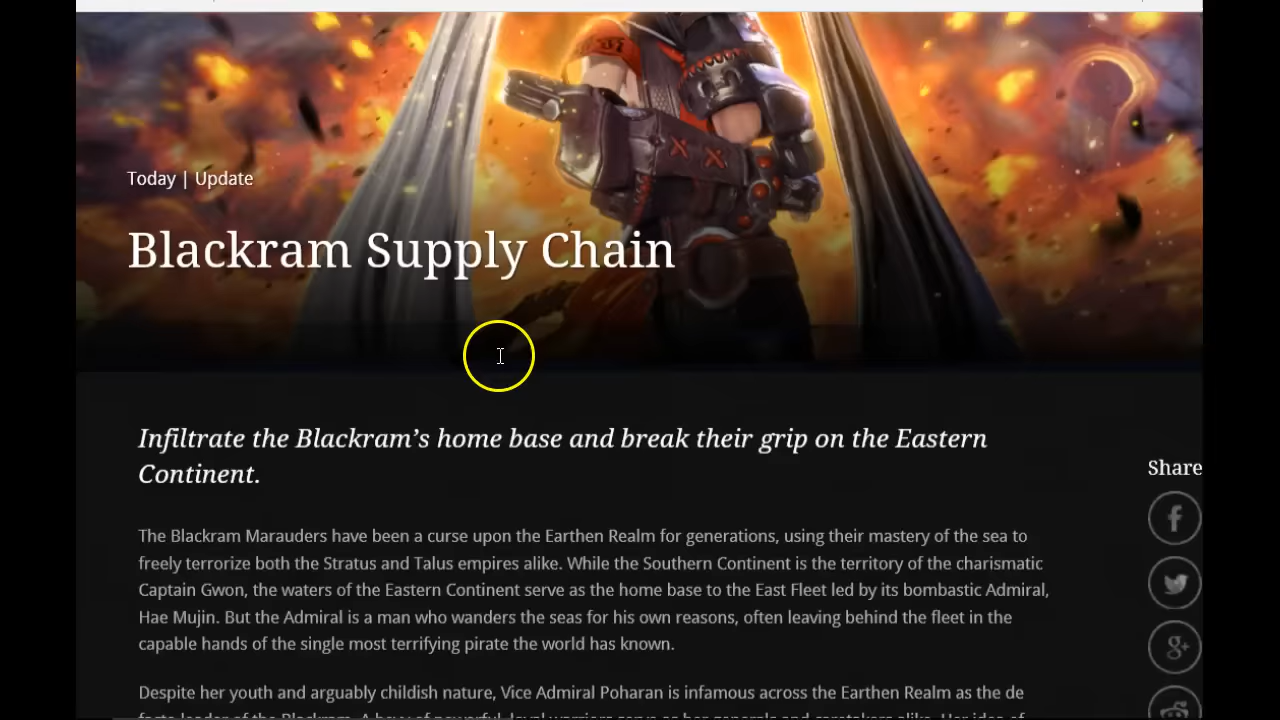 Today | Update
Blackram Supply Chain
Infiltrate the Blackram's home base and break their grip on the Eastern
Continent.
Share
The Blackram Marauders have been a curse upon the Earthen Realm for generations, using their mastery of the sea to
freely terrorize both the Stratus and Talus empires alike. While the Southern Continent is the territory of the charismatic
Captain Gwon, the waters of the Eastern Continent serve as the home base to the East Fleet led by its bombastic Admiral,
Hae Mujin. But the Admiral is a man who wanders the seas for his own reasons, often leaving behind the fleet in the
capable hands of the single most terrifying pirate the world has known.
Despite her youth and arguably childish nature, Vice Admiral Poharan is infamous across the Earthen Realm as the de